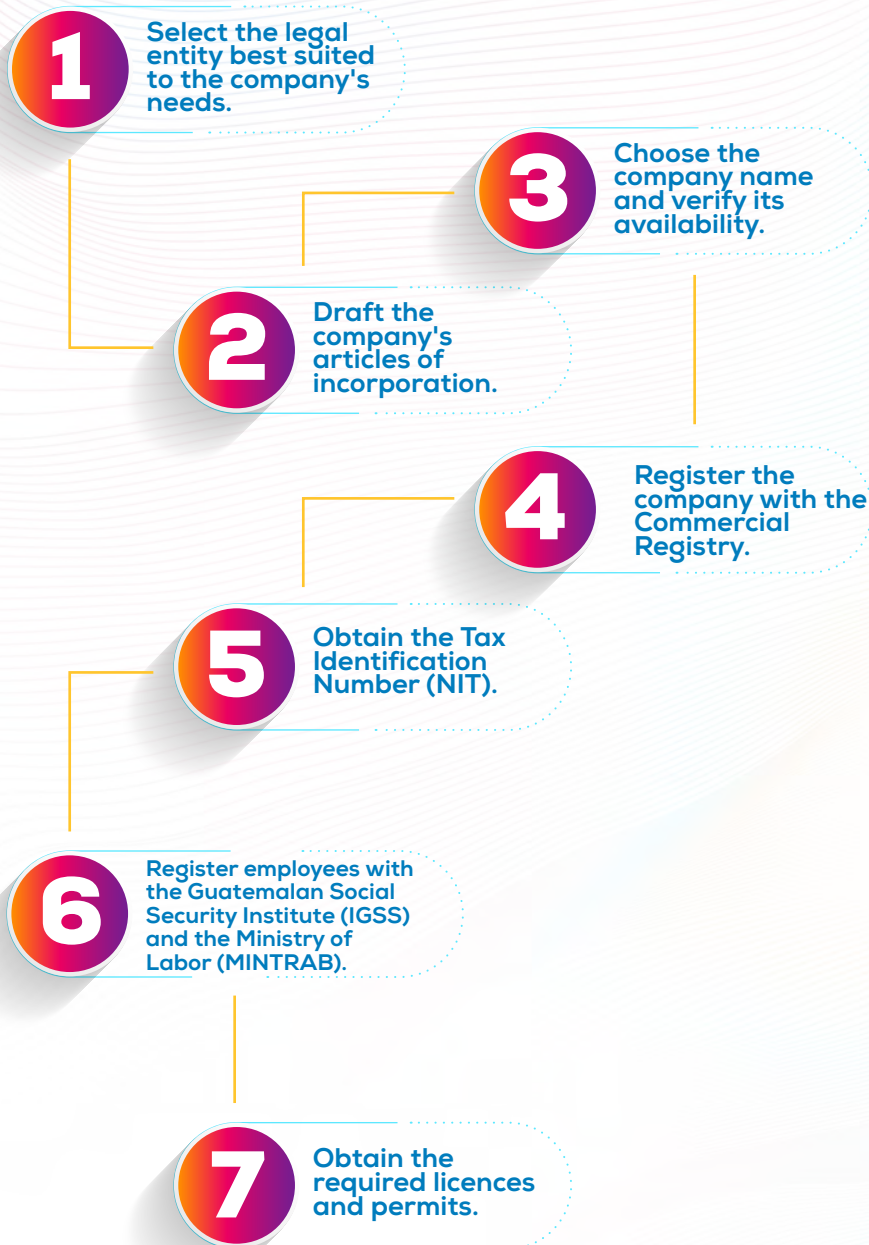 1
Select the legal
entity best suited
to the company's
needs.
2
Draft the
company's
articles of
incorporation.
3
Choose the
company name
and verify its
availability.
4
Register the
company with the
Commercial
Registry.
5
Obtain the Tax
Identification
Number (NIT).
6
Register employees with
the Guatemalan Social
Security Institute (IGSS)
and the Ministry of
Labor (MINTRAB).
7
Obtain the
required licences
and permits.